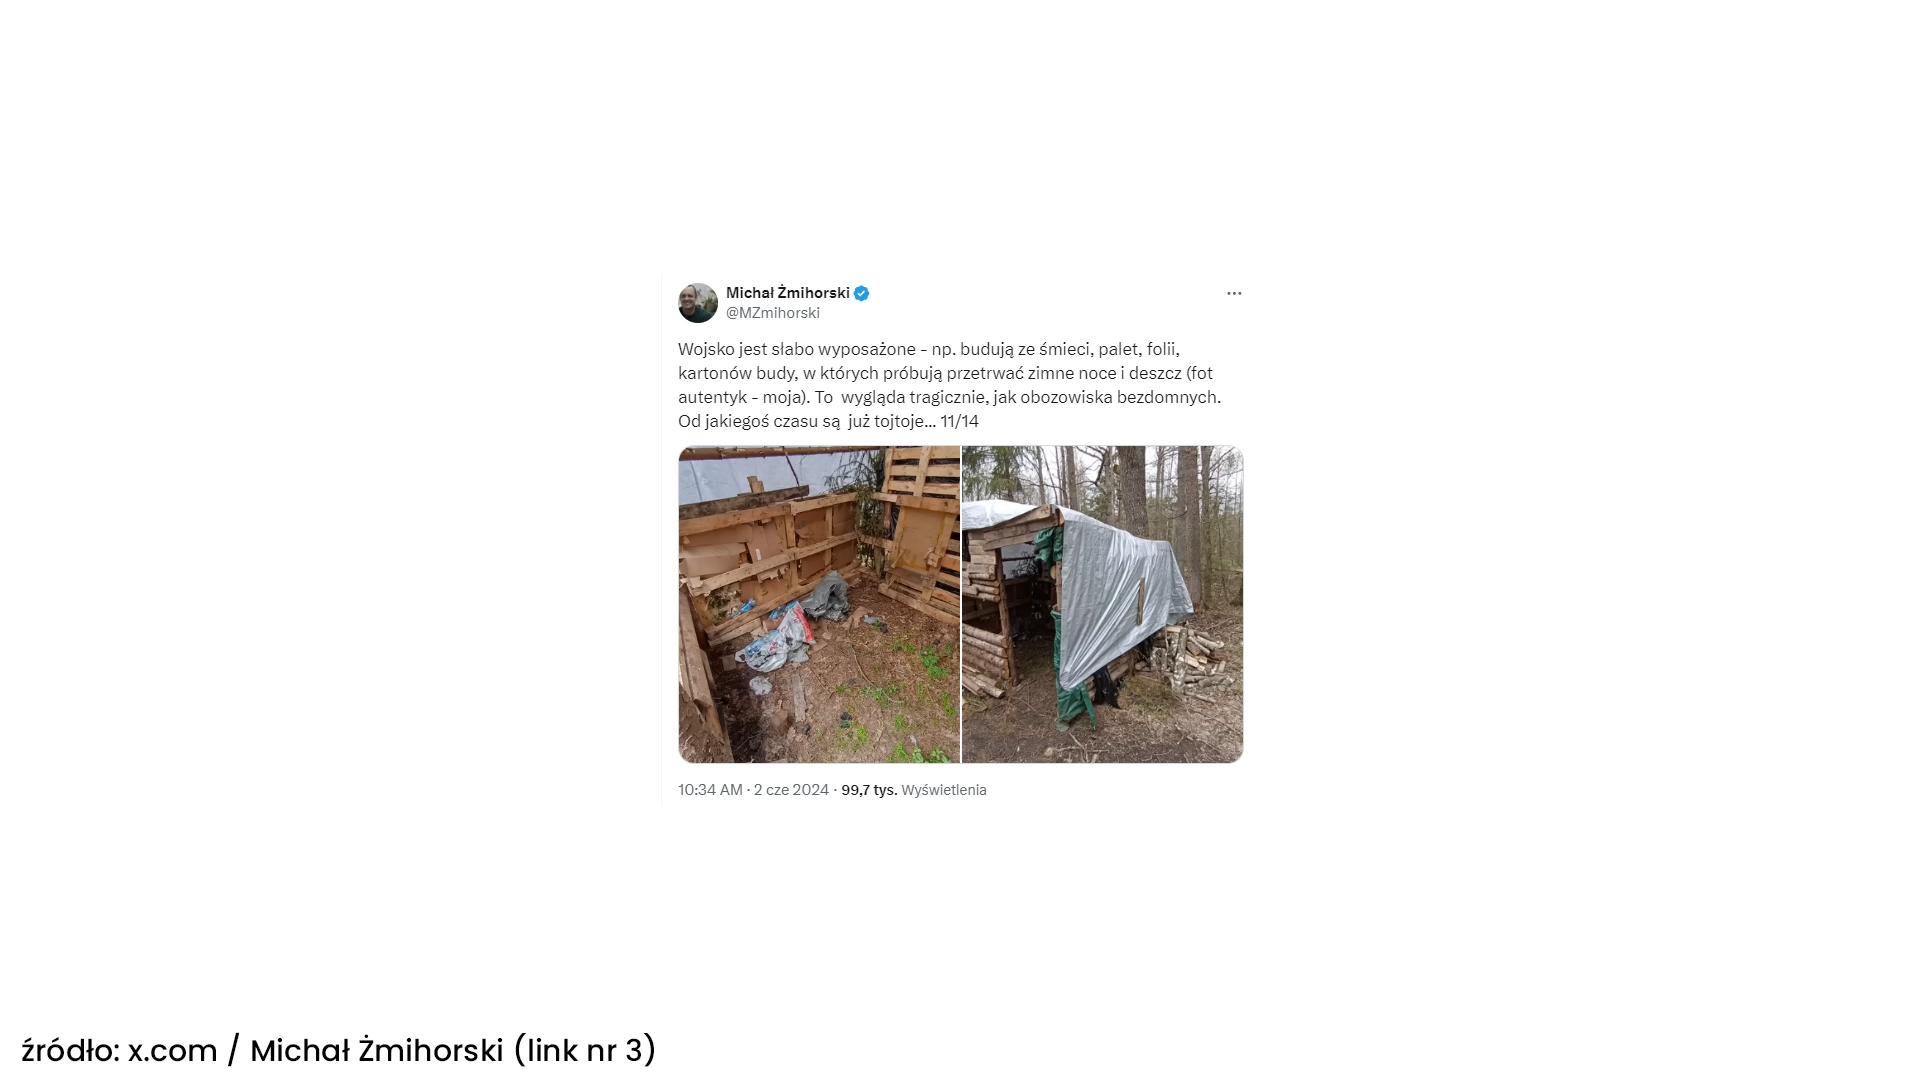 Michał Żmihorski
@MZmihorski
Wojsko jest słabo wyposażone - np. budują ze śmieci, palet, folii,
kartonów budy, w których próbują przetrwać zimne noce i deszcz (fot
autentyk - moja). To  wygląda tragicznie, jak obozowiska bezdomnych.
Od jakiegoś czasu są  już tojtoje... 11/14
10:34 AM · 2 cze 2024 · 99,7 tys. Wyświetlenia
źródło: x.com / Michał Żmihorski (link nr 3)